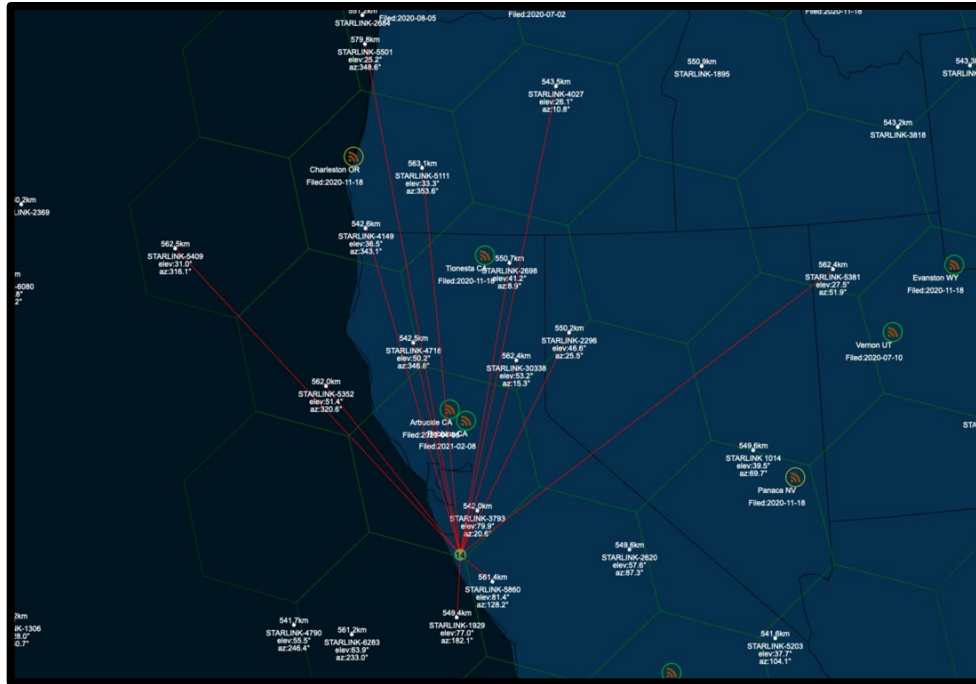 Filed:2020-08-05
STARLINK-2684
579.8km
STARLINK-5501
elev:25.2°
az:348.6°
Filed:2020-07-02
543.5km
STARLINK-4027
elev:26.1°
az:10.8°
550.9km
STARLINK-1895
Filed:2020-11-18
543.2km
STARLINK-3818
Charleston OR
Filed:2020-11-18
563.1km
STARLINK-5111
elev:33.3°
az:353.6°
562.5km
STARLINK-5409
elev:31.0°
az:316.1°
542.6km
STARLINK-4149
elev:36.5°
az:343.1°
Tionesta CA
Filed:2020-11-18
550.7km
STARLINK-2698
elev:41.2°
az:8.9°
562.4km
STARLINK-5381
elev:27.5°
az:51.9°
Evanston WY
Filed:2020-11-18
Vernon UT
Filed:2020-07-10
542.5km
STARLINK-4718
elev:50.2°
az:346.8°
550.2km
STARLINK-2296
elev:46.6°
az:25.5°
562.4km
STARLINK-30338
elev:53.2°
az:15.3°
562.0km
STARLINK-5352
elev:51.4°
az:320.6°
Arbuckle CA
Filed:2021-02-08
549.6km
STARLINK 1014
elev:39.5°
az:69.7°
Panaca NV
Filed:2020-11-18
542.0km
STARLINK-3793
elev:79.9°
az:20.6°
549.6km
STARLINK-2620
elev:57.6°
az:87.3°
561.4km
STARLINK-5860
elev:81.4°
az:128.2°
549.4km
STARLINK-1929
elev:77.0°
az:182.1°
541.7km
STARLINK-4790
elev:55.5°
az:246.4°
561.2km
STARLINK-6283
elev:63.9°
az:233.0°
541.6km
STARLINK-5203
elev:37.7°
az:104.1°